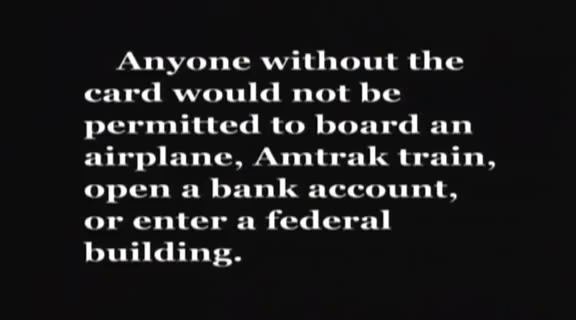 Anyone without the
card would not be
permitted to board an
airplane, Amtrak train,
open a bank account,
or enter a federal
building.